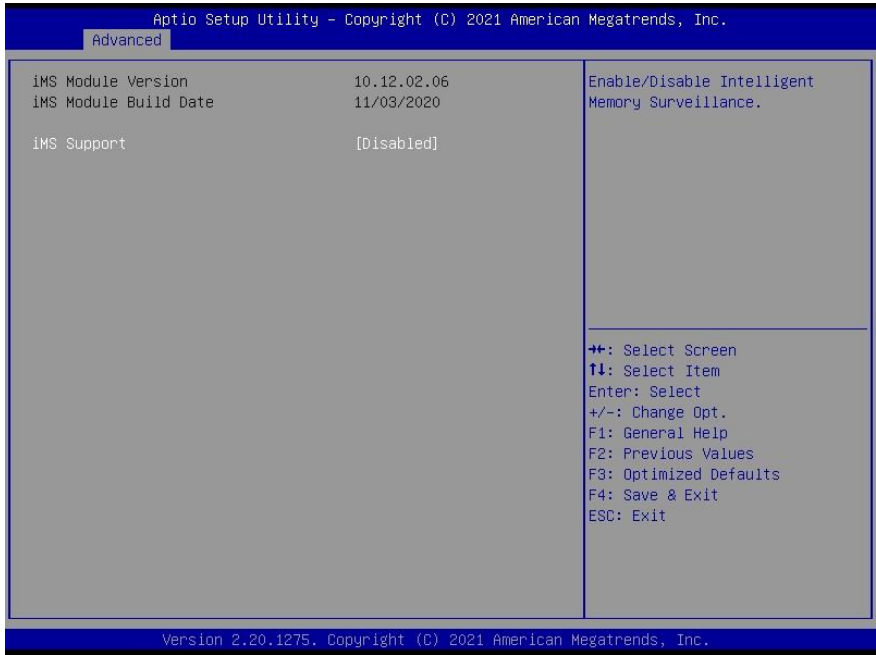 Aptio Setup Utility – Copyright (C) 2021 American Megatrends, Inc.
Advanced
iMS Module Version 10.12.02.06
iMS Module Build Date 11/03/2020
iMS Support [Disabled]
Enable/Disable Intelligent
Memory Surveillance.
→←: Select Screen
↑↓: Select Item
Enter: Select
+/-: Change Opt.
F1: General Help
F2: Previous Values
F3: Optimized Defaults
F4: Save & Exit
ESC: Exit
Version 2.20.1275. Copyright (C) 2021 American Megatrends, Inc.